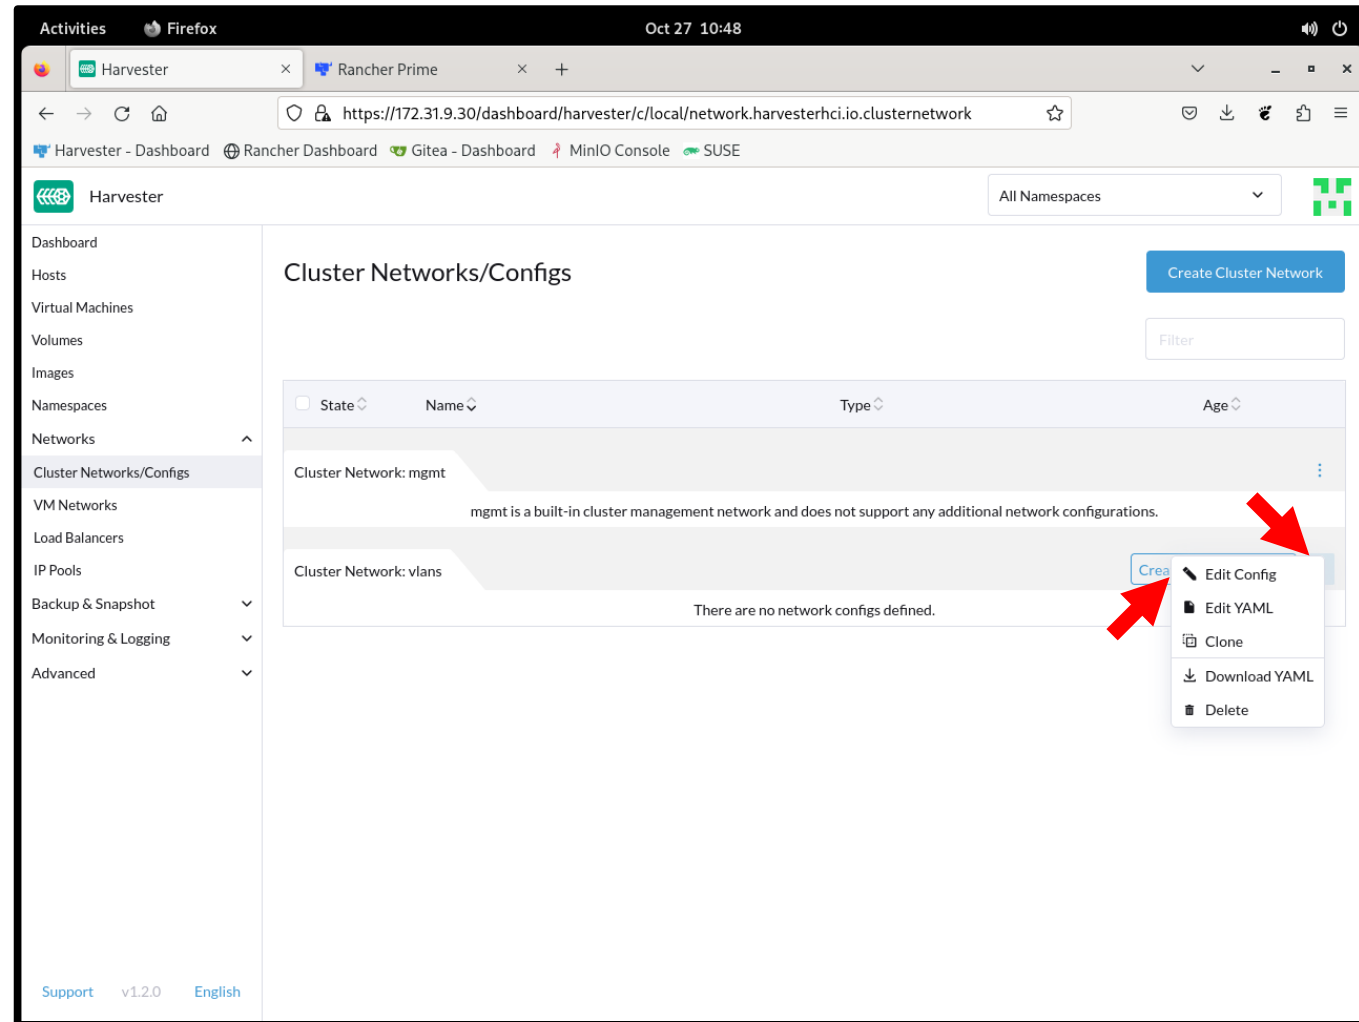 Activities Firefox Oct 27 10:48
Harvester Rancher Prime
https://172.31.9.30/dashboard/harvester/c/local/network.harvesterhci.io.clusternetwork
Harvester - Dashboard Rancher Dashboard Gitea - Dashboard MinIO Console SUSE
Harvester All Namespaces
Dashboard
Hosts
Virtual Machines
Volumes
Images
Namespaces
Networks
Cluster Networks/Configs
VM Networks
Load Balancers
IP Pools
Backup & Snapshot
Monitoring & Logging
Advanced
Support v1.2.0 English
Cluster Networks/Configs Create Cluster Network
Filter
State Name Type Age
Cluster Network: mgmt
mgmt is a built-in cluster management network and does not support any additional network configurations.
Cluster Network: vlans Crea
There are no network configs defined.
Edit Config
Edit YAML
Clone
Download YAML
Delete